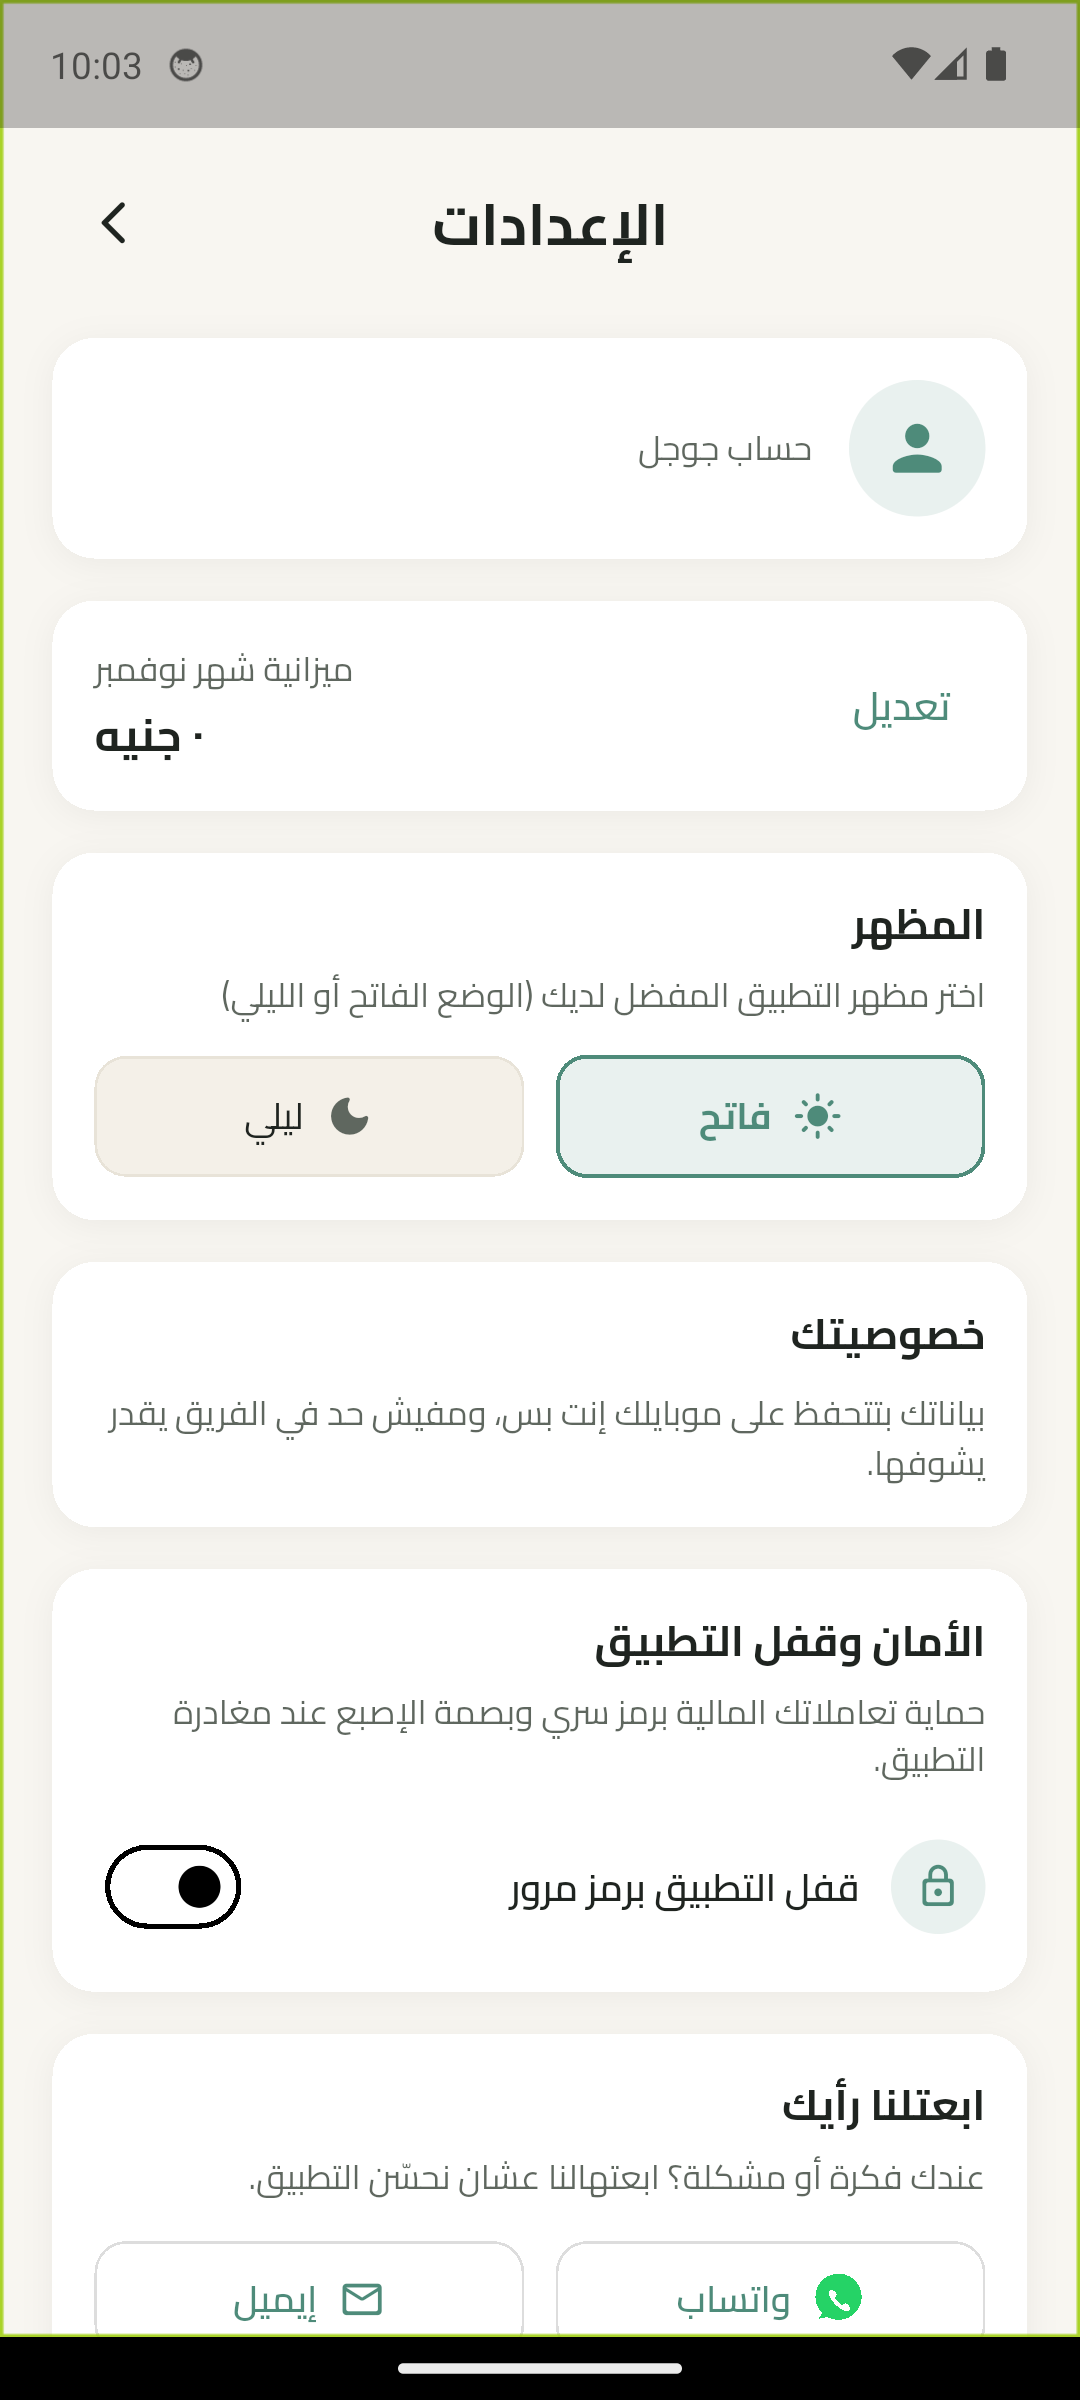 10:03
الإعدادات
حساب جوجل
ميزانية شهر نوفمبر
٠ جنيه
تعديل
المظهر
اختر مظهر التطبيق المفضل لديك (الوضع الفاتح أو الليلي)
فاتح
ليلي
خصوصيتك
بياناتك بتتحفظ على موبايلك إنت بس، ومفيش حد في الفريق يقدر
يشوفها.
الأمان وقفل التطبيق
حماية تعاملاتك المالية برمز سري وبصمة الإصبع عند مغادرة
التطبيق.
قفل التطبيق برمز مرور
ابعتلنا رأيك
عندك فكرة أو مشكلة؟ ابعتهالنا عشان نحسّن التطبيق.
واتساب
إيميل